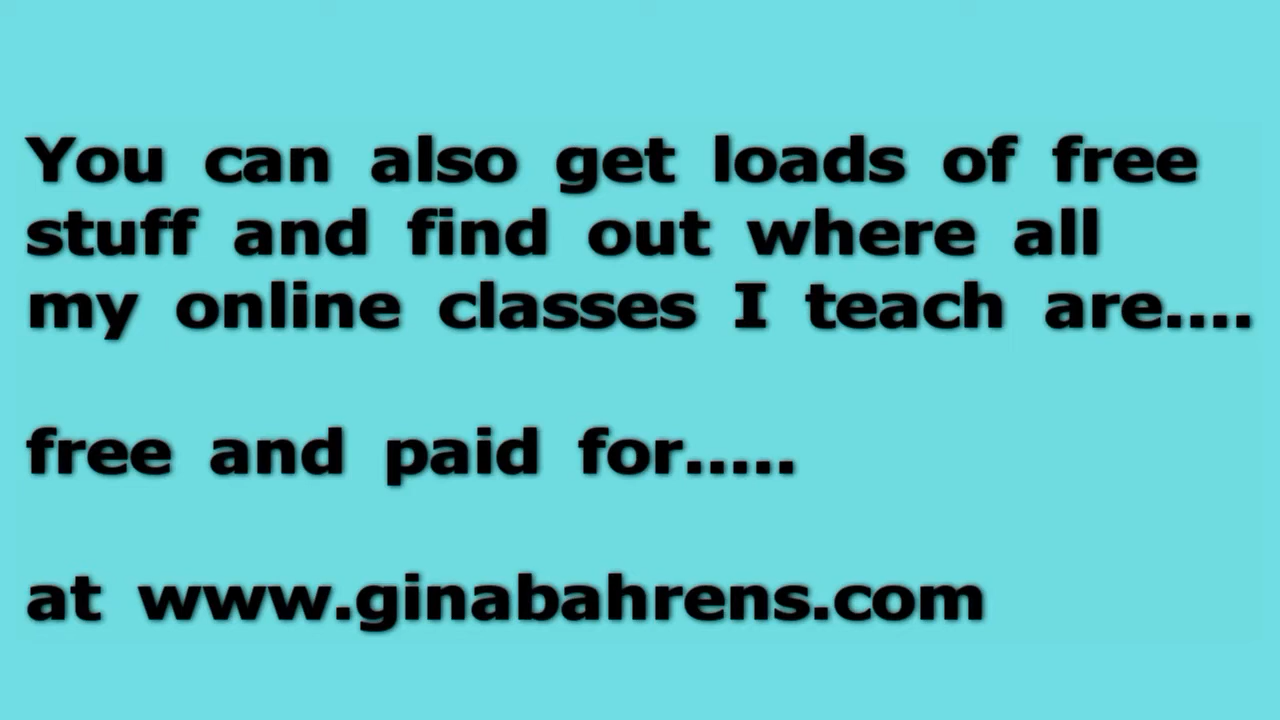 You can also get loads of free
stuff and find out where all
my online classes I teach are....
free and paid for.....
at www.ginabahrens.com